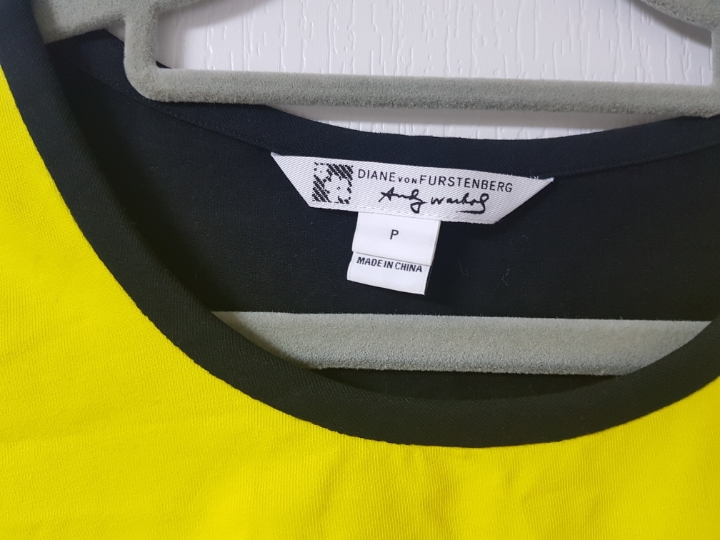 DIANE VON FURSTENBERG
Andy Warhol
P
MADE IN CHINA